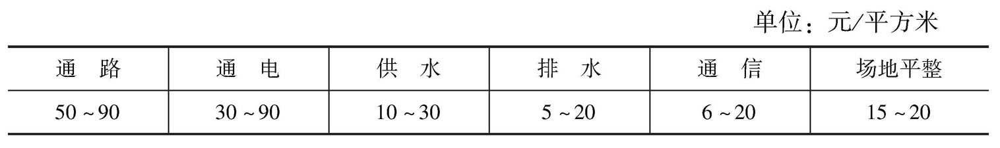 单位：元/平方米
通 路 通 电 供 水 排 水 通 信 场地平整
50～90 30～90 10～30 5～20 6～20 15～20